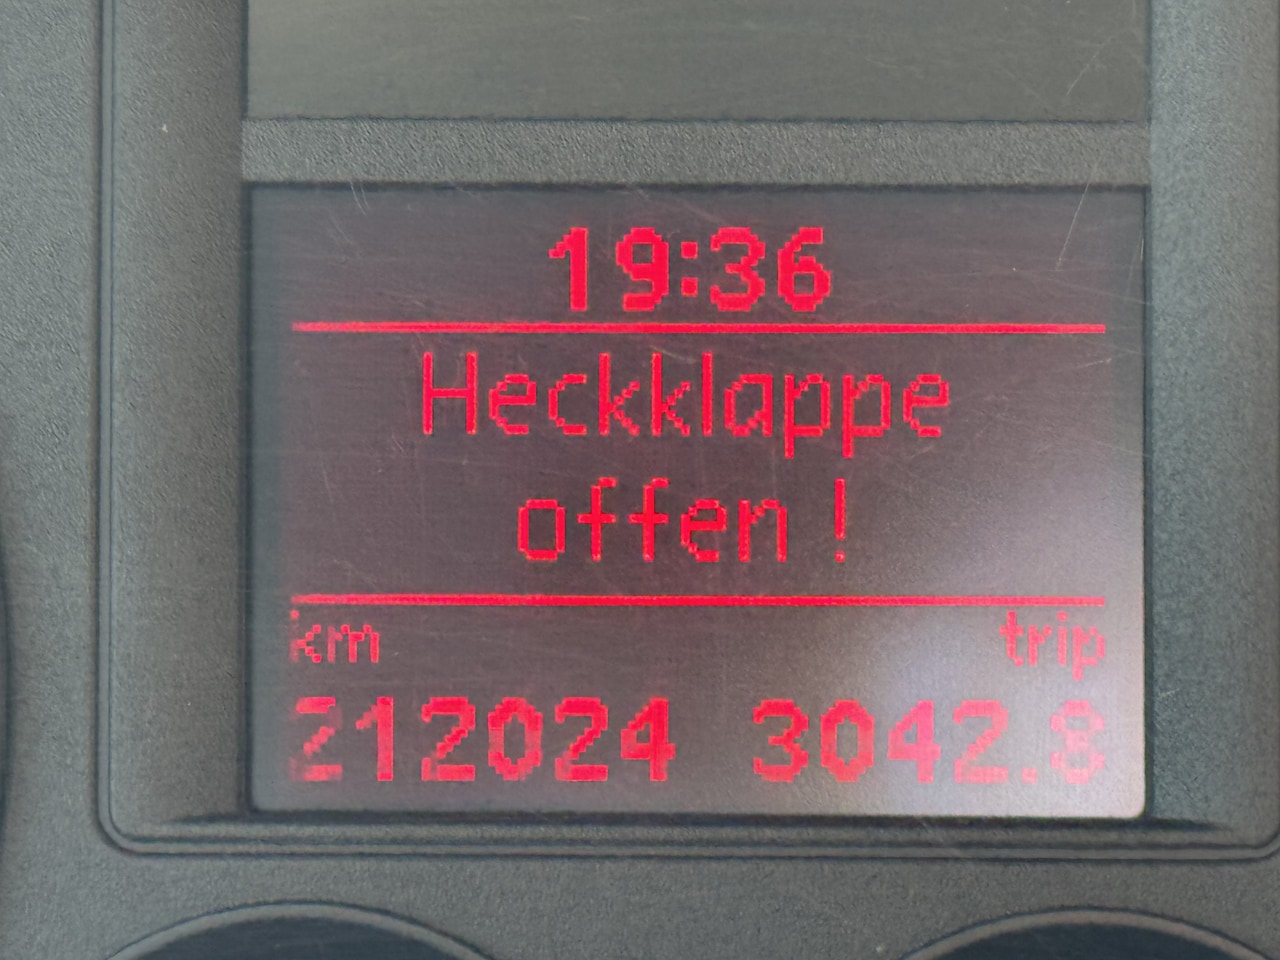 19:36
Heckklappe
offen !
km trip
212024 3042.8